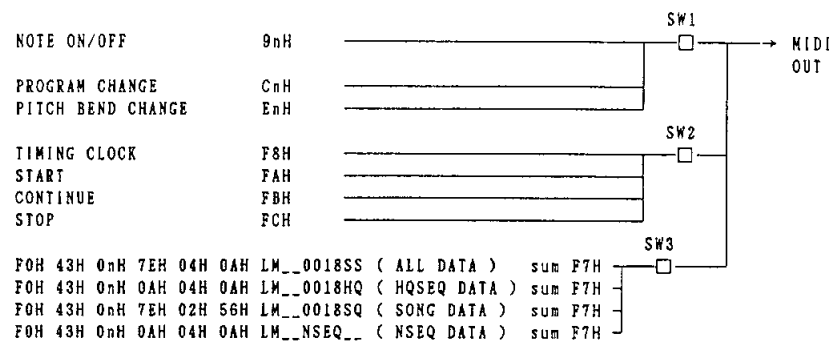 SW1
NOTE ON/OFF 9nH → MIDI
OUT
PROGRAM CHANGE CnH
PITCH BEND CHANGE EnH
SW2
TIMING CLOCK F8H
START FAH
CONTINUE FBH
STOP FCH
SW3
F0H 43H 0nH 7EH 04H 0AH LM__0018SS ( ALL DATA ) sum F7H
F0H 43H 0nH 0AH 04H 0AH LM__0018HQ ( HQSEQ DATA ) sum F7H
F0H 43H 0nH 7EH 02H 56H LM__0018SQ ( SONG DATA ) sum F7H
F0H 43H 0nH 0AH 04H 0AH LM__NSEQ__ ( NSEQ DATA ) sum F7H